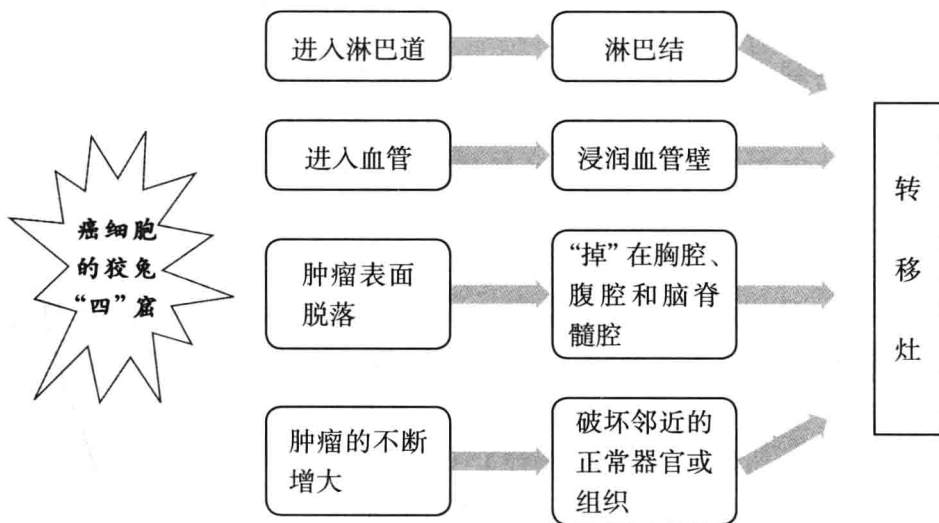 进入淋巴道
淋巴结
进入血管
浸润血管壁
癌细胞
的狡兔
“四”窟
肿瘤表面
脱落
“掉”在胸腔、
腹腔和脑脊
髓腔
肿瘤的不断
增大
破坏邻近的
正常器官或
组织
转
移
灶